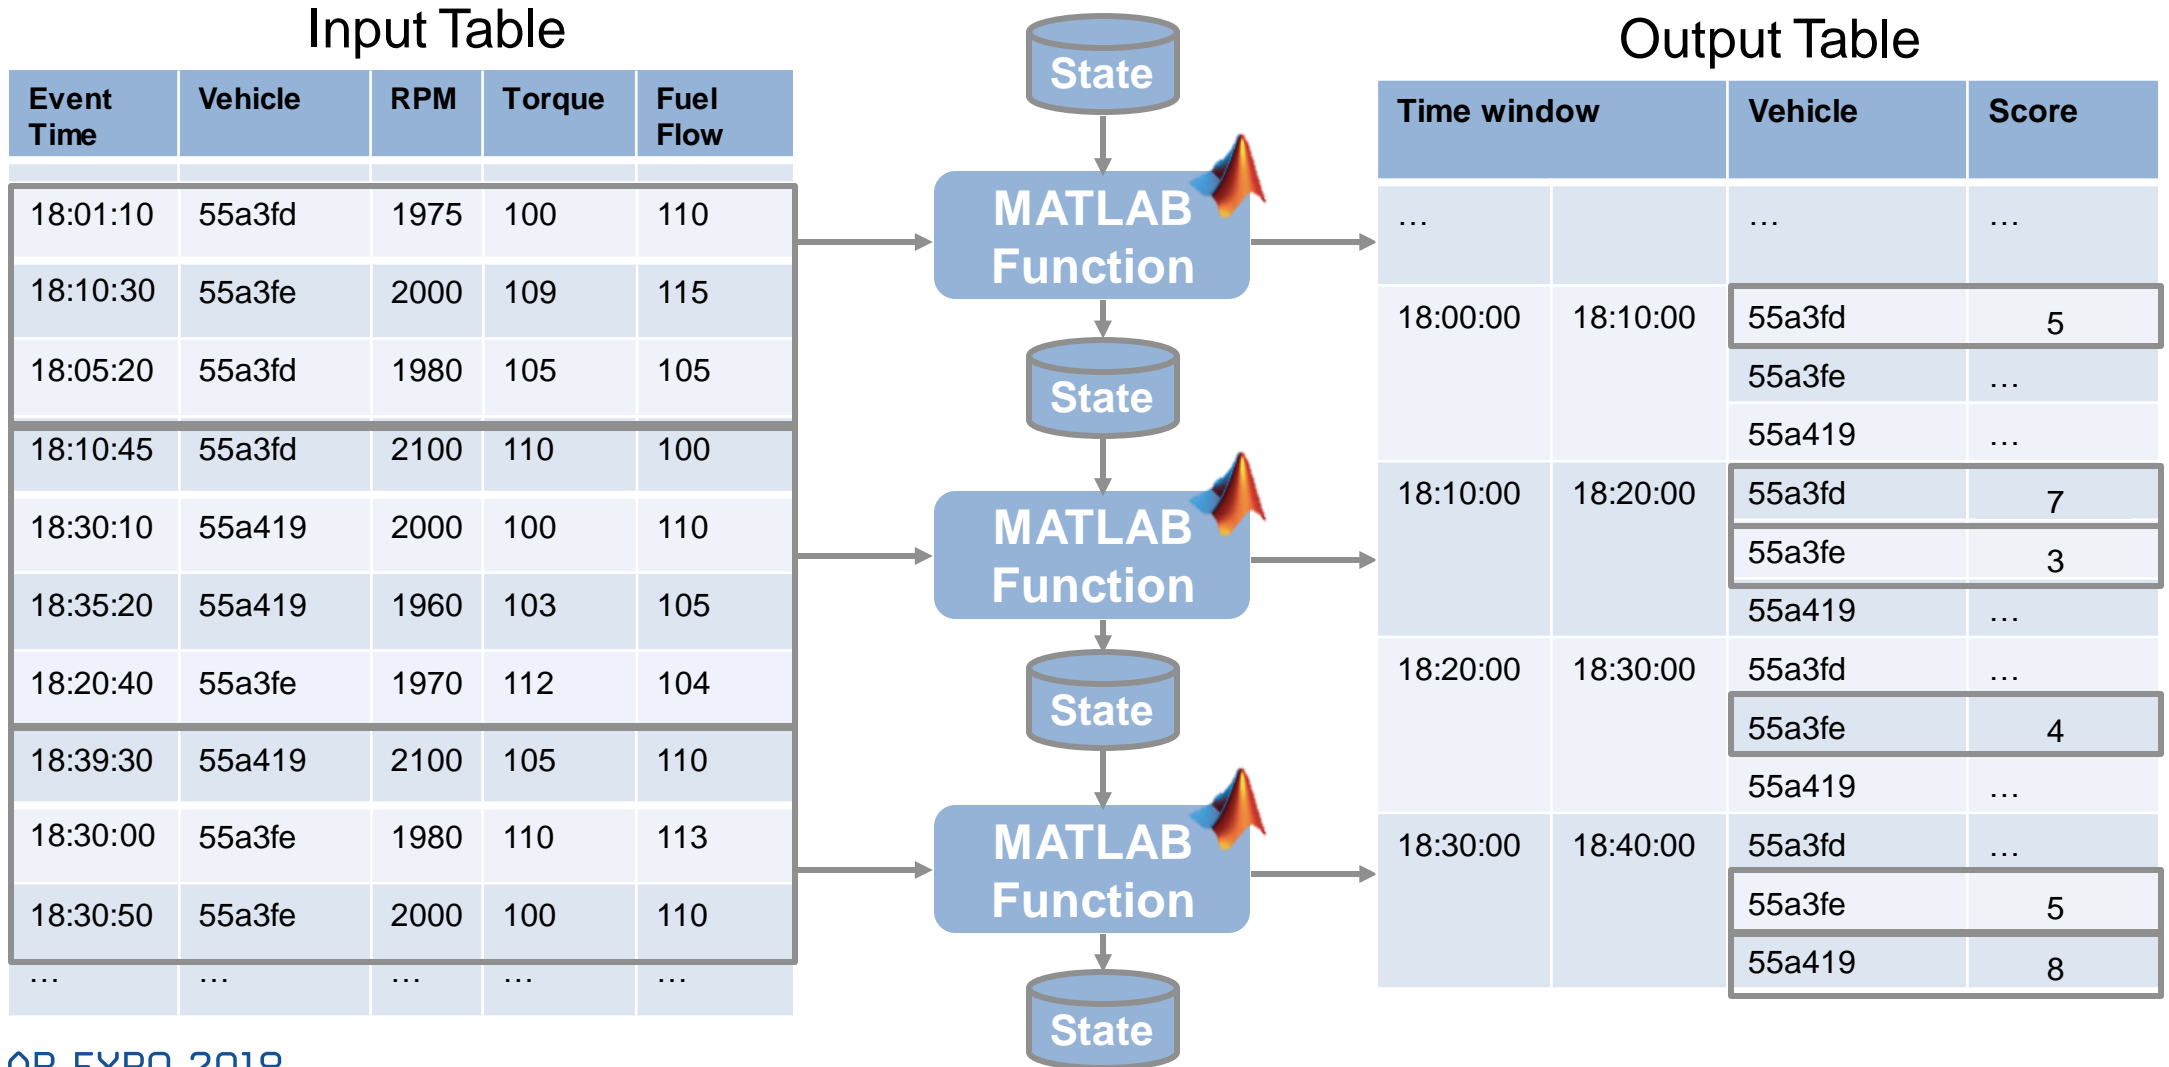 Input Table
Event Time Vehicle RPM Torque Fuel Flow
18:01:10 55a3fd 1975 100 110
18:10:30 55a3fe 2000 109 115
18:05:20 55a3fd 1980 105 105
18:10:45 55a3fd 2100 110 100
18:30:10 55a419 2000 100 110
18:35:20 55a419 1960 103 105
18:20:40 55a3fe 1970 112 104
18:39:30 55a419 2100 105 110
18:30:00 55a3fe 1980 110 113
18:30:50 55a3fe 2000 100 110
… … … … …
State
MATLAB
Function
State
MATLAB
Function
State
MATLAB
Function
State
Output Table
Time window Vehicle Score
… … …
18:00:00 18:10:00 55a3fd 5
55a3fe …
55a419 …
18:10:00 18:20:00 55a3fd 7
55a3fe 3
55a419 …
18:20:00 18:30:00 55a3fd …
55a3fe 4
55a419 …
18:30:00 18:40:00 55a3fd …
55a3fe 5
55a419 8